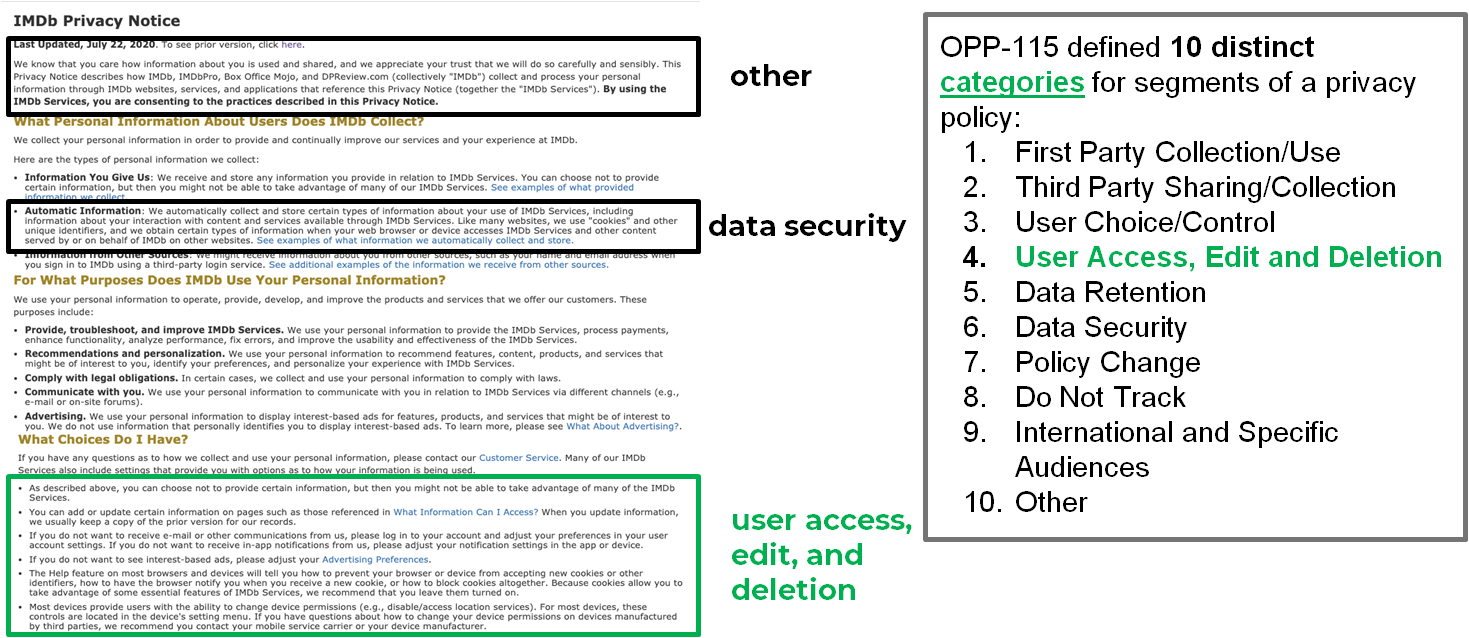 IMDb Privacy Notice
Last Updated, July 22, 2020. To see prior version, click here.
We know that you care how information about you is used and shared, and we appreciate your trust that we will do so carefully and sensibly. This
Privacy Notice describes how IMDb, IMDbPro, Box Office Mojo, and DPReview.com (collectively "IMDb") collect and process your personal
information through IMDb websites, services, and applications that reference this Privacy Notice (together the "IMDb Services"). By using the
IMDb Services, you are consenting to the practices described in this Privacy Notice.
other
What Personal Information About Users Does IMDb Collect?
We collect your personal information in order to provide and continually improve our services and your experience at IMDb.
Here are the types of personal information we collect:
• Information You Give Us: We receive and store any information you provide in relation to IMDb Services. You can choose not to provide
certain information, but then you might not be able to take advantage of many of our IMDb Services. See examples of what provided
information we collect
• Automatic Information: We automatically collect and store certain types of information about your use of IMDb Services, including
information about your interaction with content and services available through IMDb Services. Like many websites, we use "cookies" and other
unique identifiers, and we obtain certain types of information when your web browser or device accesses IMDb Services and other content
served by or on behalf of IMDb on other websites. See examples of what information we automatically collect and store.
data security
• Information from Other Sources: We might receive information about you from other sources, such as your name and email address when
you sign in to IMDb using a third-party login service. See additional examples of the information we receive from other sources.
For What Purposes Does IMDb Use Your Personal Information?
We use your personal information to operate, provide, develop, and improve the products and services that we offer our customers. These
purposes include:
• Provide, troubleshoot, and improve IMDb Services. We use your personal information to provide the IMDb Services, process payments,
enhance functionality, analyze performance, fix errors, and improve the usability and effectiveness of the IMDb Services.
• Recommendations and personalization. We use your personal information to recommend features, content, products, and services that
might be of interest to you, identify your preferences, and personalize your experience with IMDb Services.
• Comply with legal obligations. In certain cases, we collect and use your personal information to comply with laws.
• Communicate with you. We use your personal information to communicate with you in relation to IMDb Services via different channels (e.g.,
e-mail or on-site forums).
• Advertising. We use your personal information to display interest-based ads for features, products, and services that might be of interest to
you. We do not use information that personally identifies you to display interest-based ads. To learn more, please see What About Advertising?.
What Choices Do I Have?
If you have any questions as to how we collect and use your personal information, please contact our Customer Service. Many of our IMDb
Services also include settings that provide you with options as to how your information is being used.
• As described above, you can choose not to provide certain information, but then you might not be able to take advantage of many of the IMDb
Services.
• You can add or update certain information on pages such as those referenced in What Information Can I Access? When you update information,
we usually keep a copy of the prior version for our records.
• If you do not want to receive e-mail or other communications from us, please log in to your account and adjust your preferences in your user
account settings. If you do not want to receive in-app notifications from us, please adjust your notification settings in the app or device.
• If you do not want to see interest-based ads, please adjust your Advertising Preferences.
• The Help feature on most browsers and devices will tell you how to prevent your browser or device from accepting new cookies or other
identifiers, how to have the browser notify you when you receive a new cookie, or how to block cookies altogether. Because cookies allow you to
take advantage of some essential features of IMDb Services, we recommend that you leave them turned on.
• Most devices provide users with the ability to change device permissions (e.g., disable/access location services). For most devices, these
controls are located in the device's setting menu. If you have questions about how to change your device permissions on devices manufactured
by third parties, we recommend you contact your mobile service carrier or your device manufacturer.
user access,
edit, and
deletion
OPP-115 defined 10 distinct
categories for segments of a privacy
policy:
1. First Party Collection/Use
2. Third Party Sharing/Collection
3. User Choice/Control
4. User Access, Edit and Deletion
5. Data Retention
6. Data Security
7. Policy Change
8. Do Not Track
9. International and Specific
Audiences
10. Other